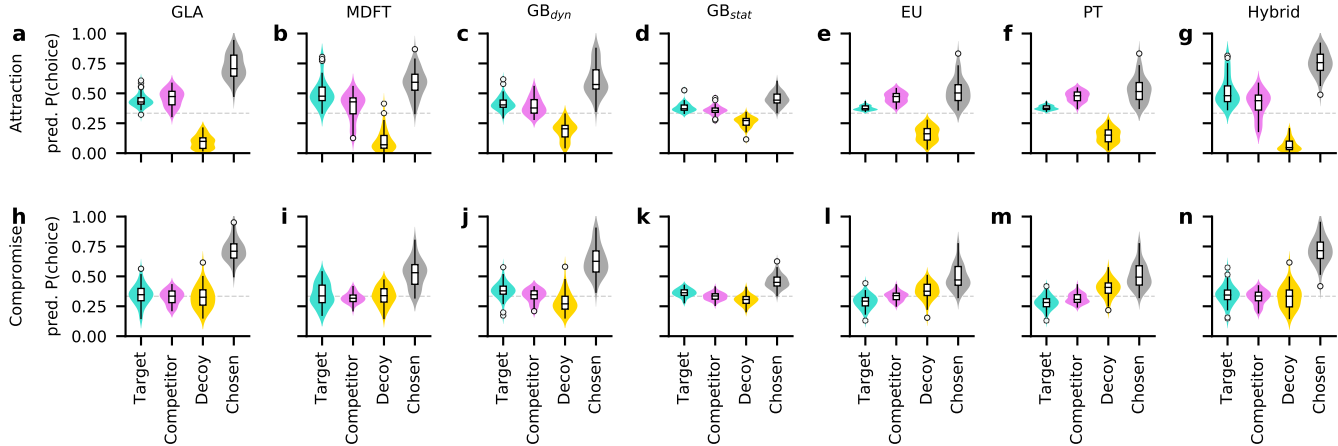 GLA MDFT GB_dyn GB_stat EU PT Hybrid
a b c d e f g
Attraction
pred. P(choice)
1.00
0.75
0.50
0.25
0.00
h i j k l m n
Compromise
pred. P(choice)
1.00
0.75
0.50
0.25
0.00
Target Competitor Decoy Chosen Target Competitor Decoy Chosen Target Competitor Decoy Chosen Target Competitor Decoy Chosen Target Competitor Decoy Chosen Target Competitor Decoy Chosen Target Competitor Decoy Chosen